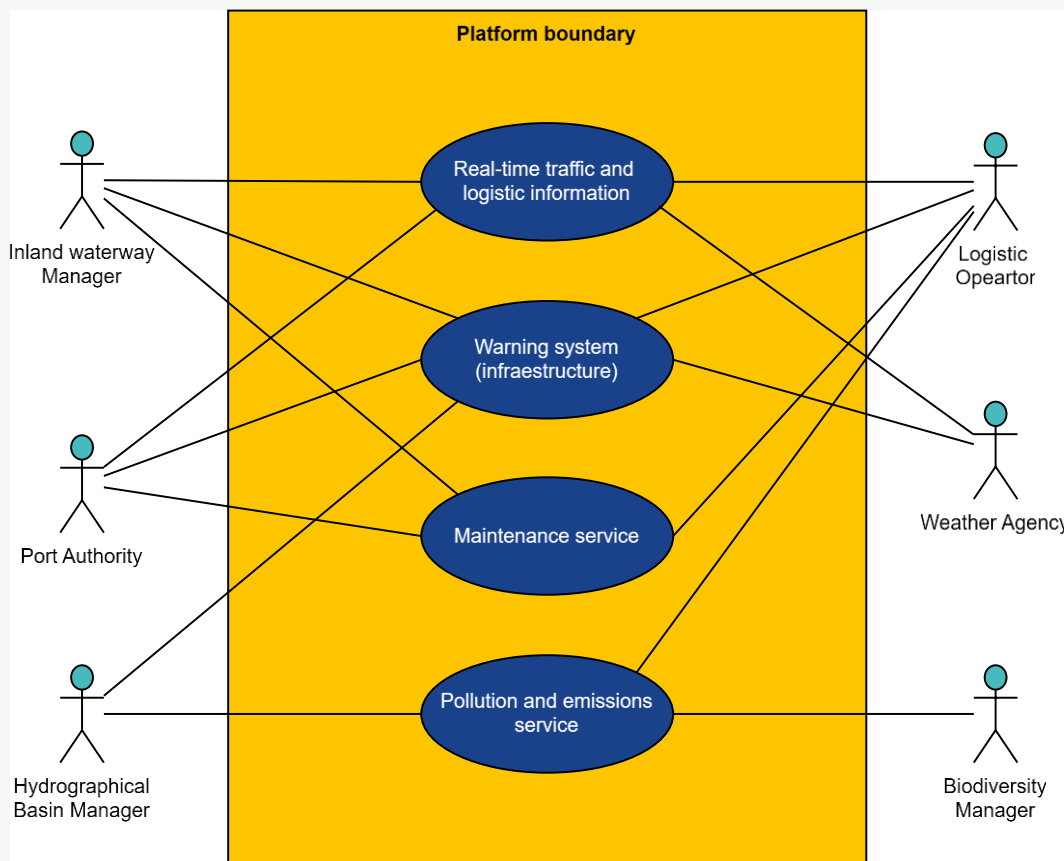 Platform boundary
Real-time traffic and
logistic information
Inland waterway
Manager
Logistic
Opeartor
Warning system
(infraestructure)
Port Authority
Maintenance service
Weather Agency
Pollution and emissions
service
Hydrographical
Basin Manager
Biodiversity
Manager